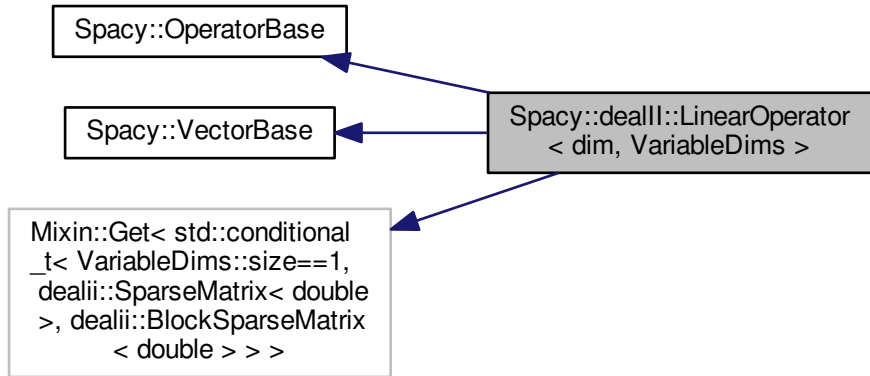 Spacy::OperatorBase
Spacy::VectorBase
Spacy::dealII::LinearOperator
< dim, VariableDims >
Mixin::Get< std::conditional
_t< VariableDims::size==1,
dealii::SparseMatrix< double
>, dealii::BlockSparseMatrix
< double > > >